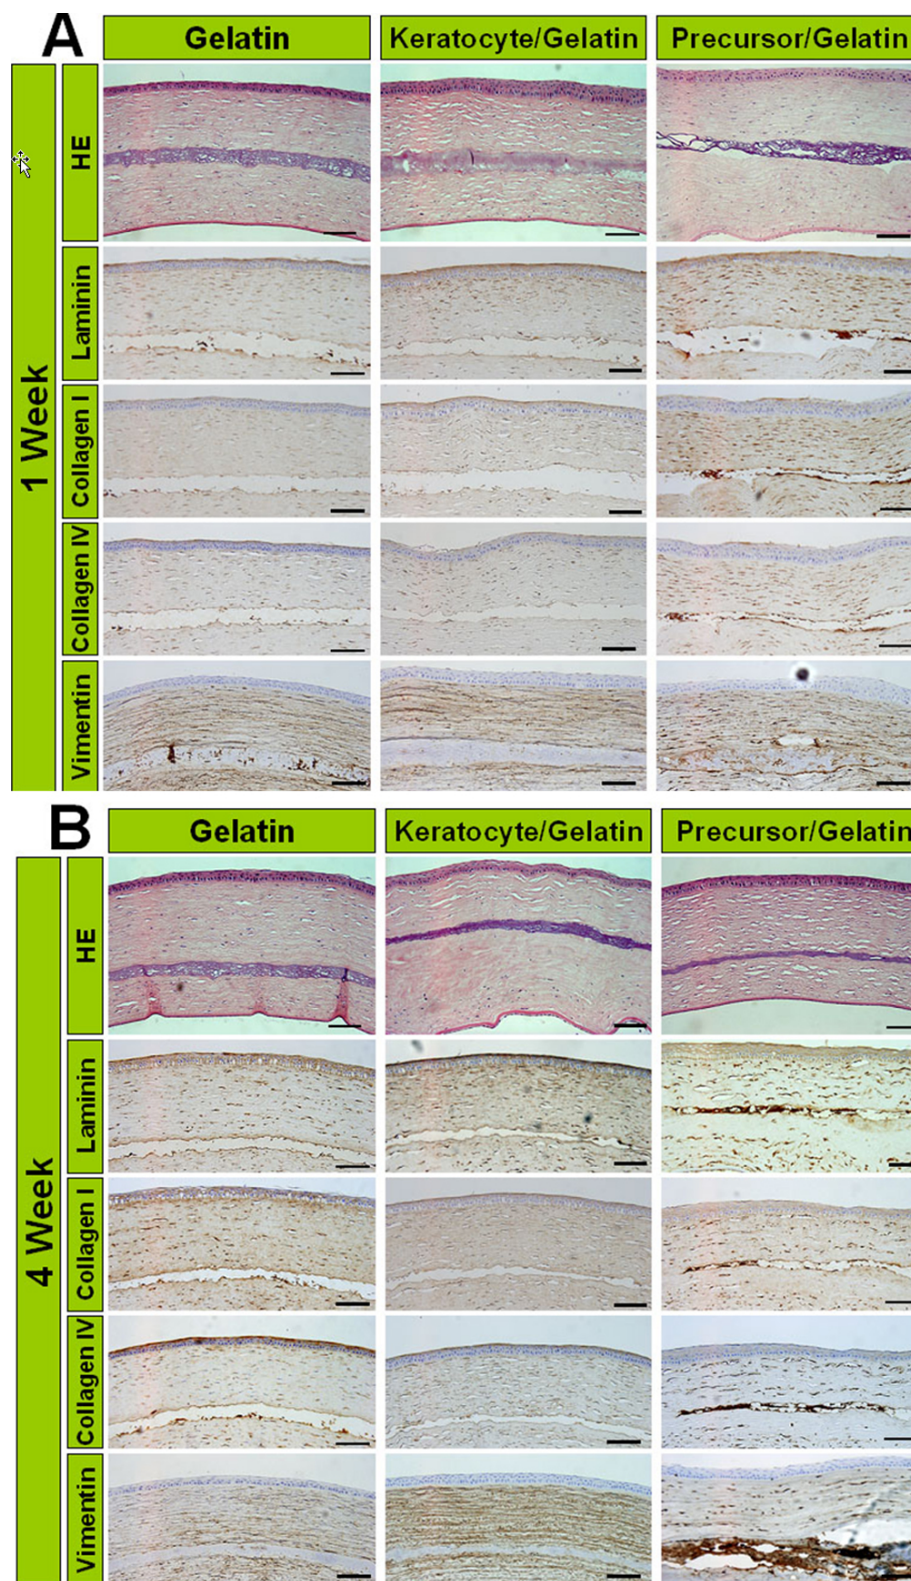 A
Gelatin
Keratocyte/Gelatin
Precursor/Gelatin
1 Week
HE
Laminin
Collagen I
Collagen IV
Vimentin
B
Gelatin
Keratocyte/Gelatin
Precursor/Gelatin
4 Week
HE
Laminin
Collagen I
Collagen IV
Vimentin